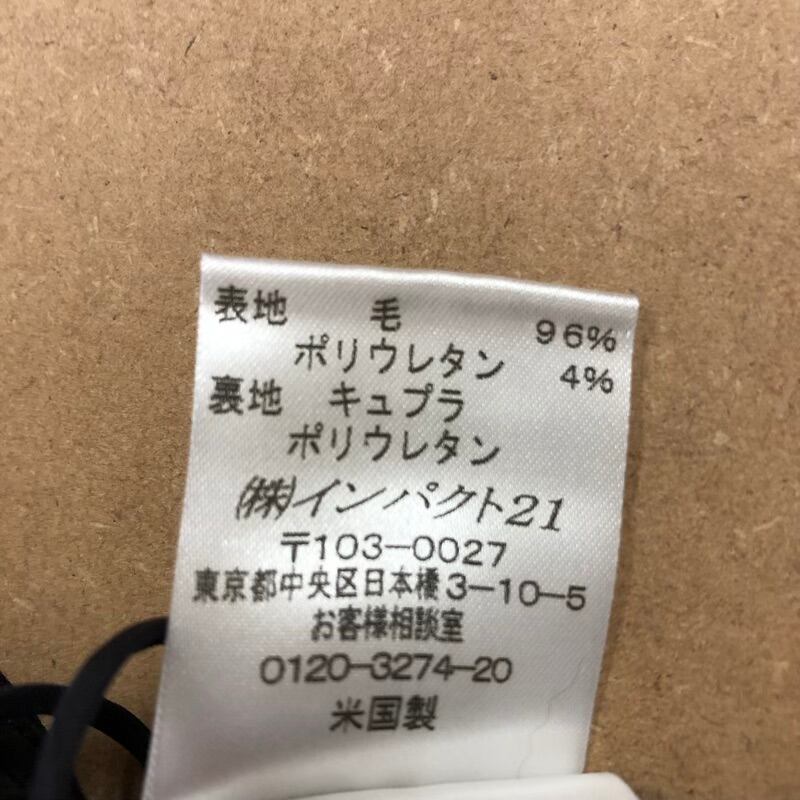 表地 毛 96%
ポリウレタン 4%
裏地 キュプラ
ポリウレタン
㈱インパクト21
〒103-0027
東京都中央区日本橋3-10-5
お客様相談室
0120-3274-20
米国製